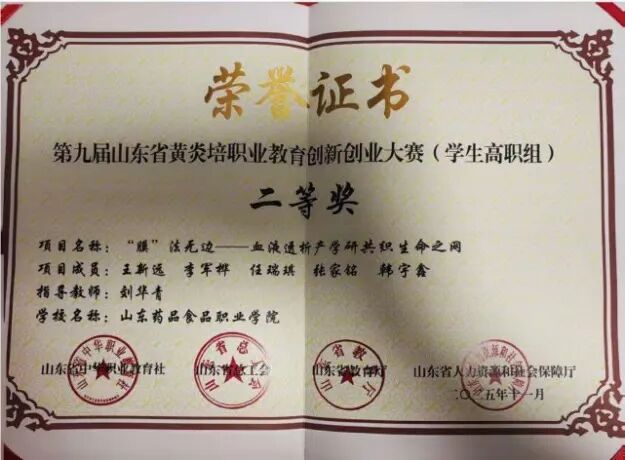 荣誉证书
第九届山东省黄炎培职业教育创新创业大赛（学生高职组）
二等奖
项目名称：“膜”法无边——血液透析产学研共织生命之网
项目成员：王新远 李军桦 任瑞琪 张家铭 韩宇鑫
指导教师：刘华青
学校名称：山东药品食品职业学院
山东省中华职业教育社 山东省总工会 山东省教育厅 山东省人力资源和社会保障厅
二〇二五年十一月